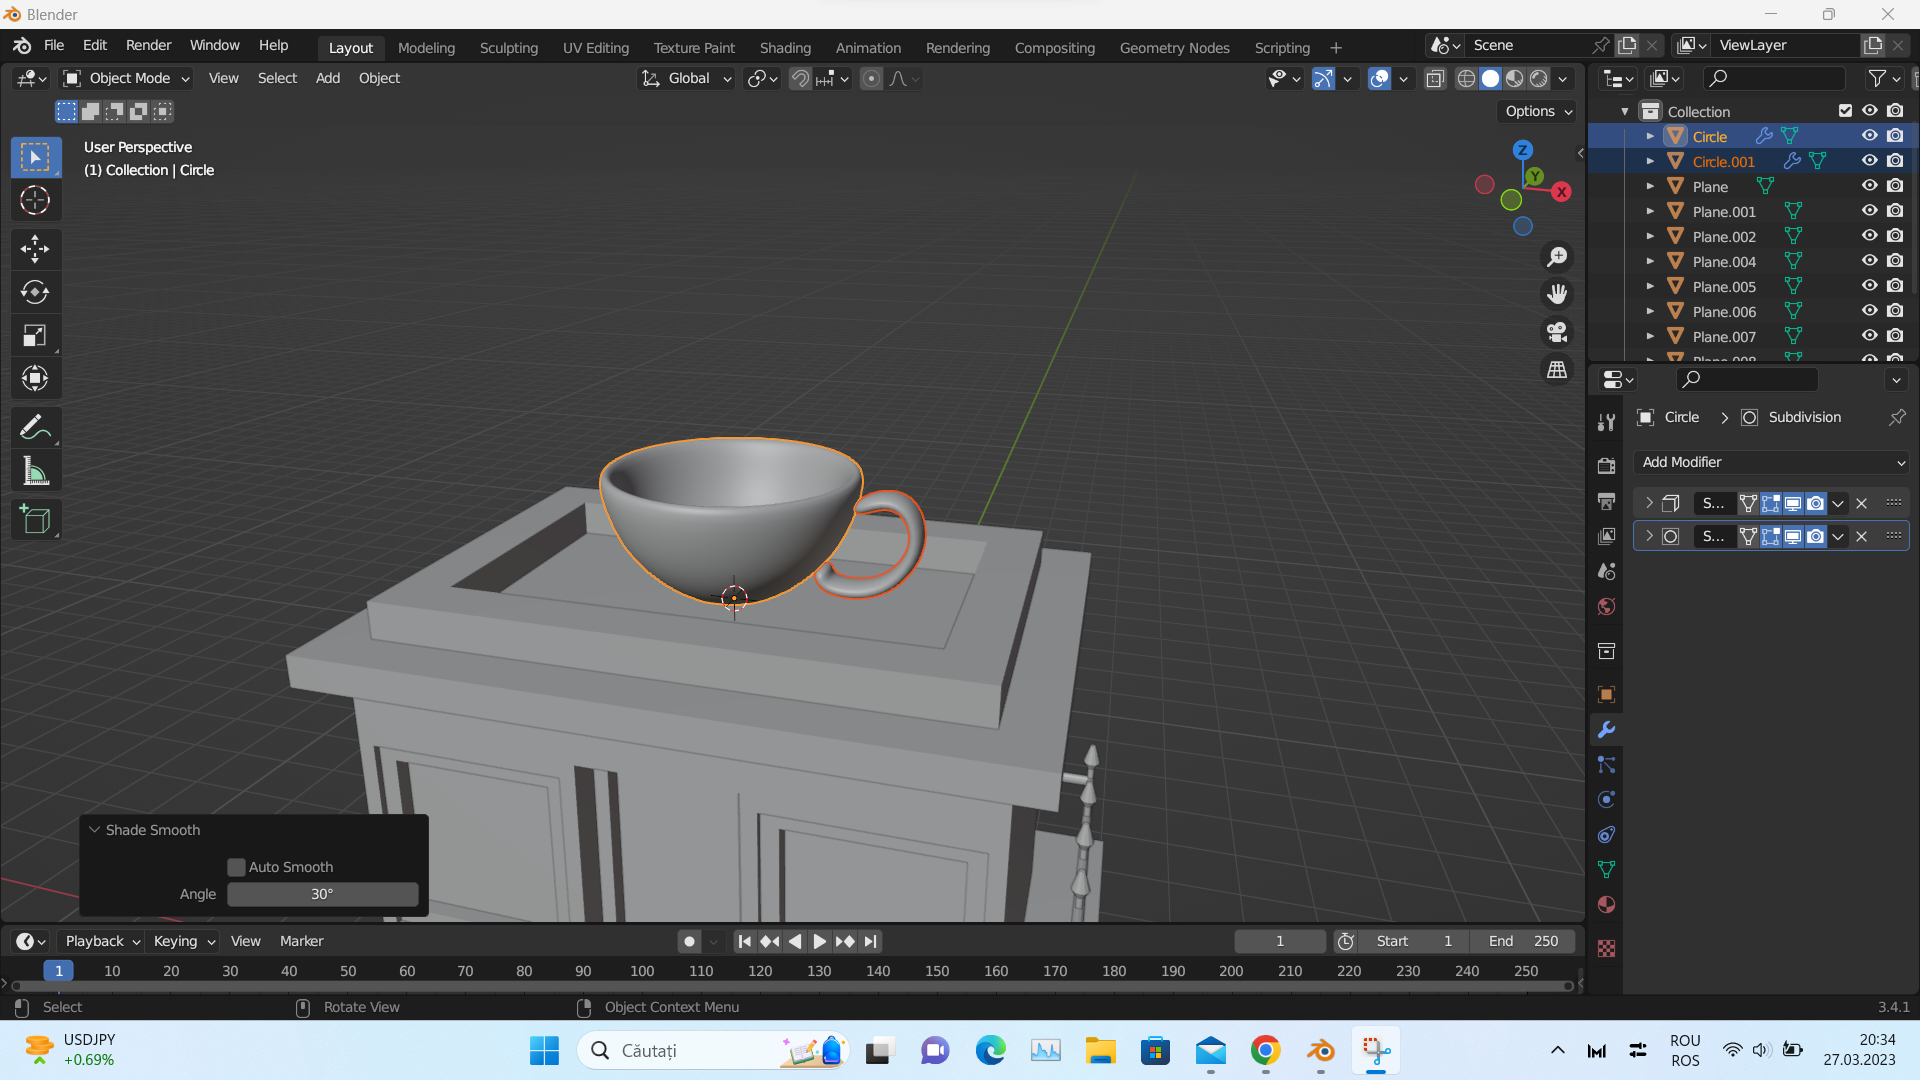 Blender
File Edit Render Window Help Layout Modeling Sculpting UV Editing Texture Paint Shading Animation Rendering Compositing Geometry Nodes Scripting + Scene ViewLayer
Object Mode View Select Add Object Global
Options
User Perspective
(1) Collection | Circle
Z
Y
X
Collection
Circle
Circle.001
Plane
Plane.001
Plane.002
Plane.004
Plane.005
Plane.006
Plane.007
Plane.008
Circle > Subdivision
Add Modifier
S...
S...
Shade Smooth
Auto Smooth
Angle 30°
Playback Keying View Marker 1 Start 1 End 250
1 10 20 30 40 50 60 70 80 90 100 110 120 130 140 150 160 170 180 190 200 210 220 230 240 250
Select Rotate View Object Context Menu 3.4.1
USDJPY
+0.69%
Căutați
ROU
ROS
20:34
27.03.2023